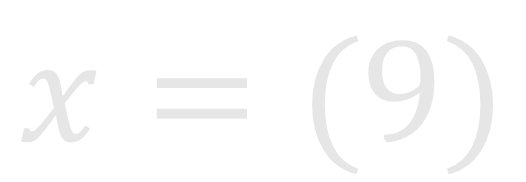 x = (9)